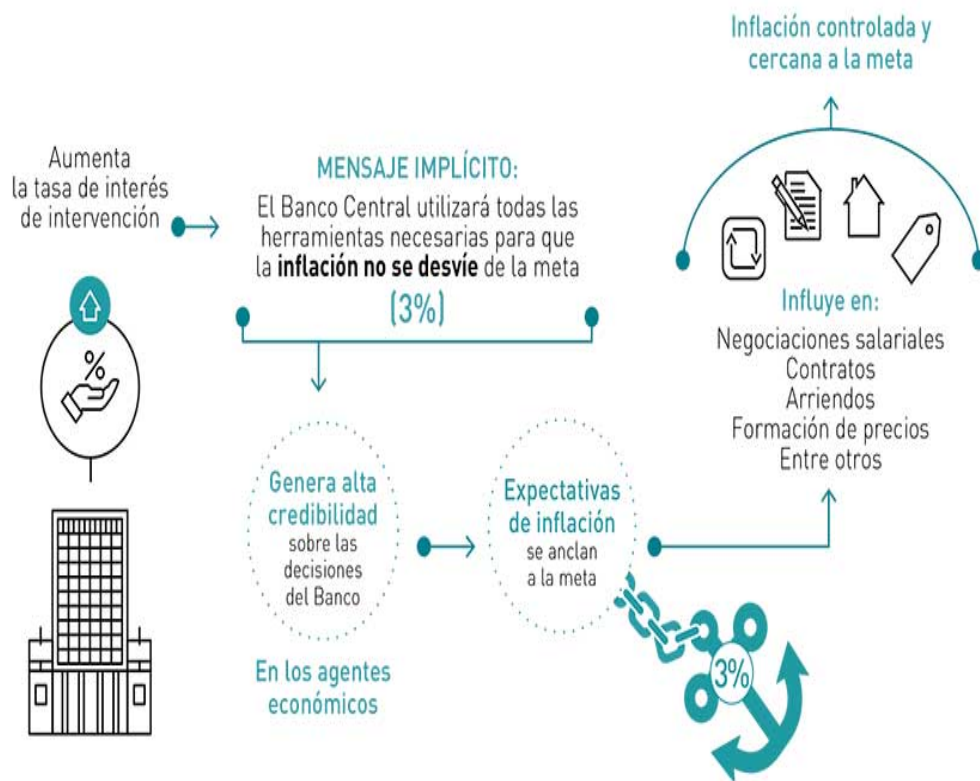 Aumenta
la tasa de interés
de intervención
%
MENSAJE IMPLÍCITO:
El Banco Central utilizará todas las
herramientas necesarias para que
la inflación no se desvíe de la meta
(3%)
Genera alta
credibilidad
sobre las
decisiones
del Banco
En los agentes
económicos
Expectativas
de inflación
se anclan
a la meta
3%
Inflación controlada y
cercana a la meta
Influye en:
Negociaciones salariales
Contratos
Arriendos
Formación de precios
Entre otros